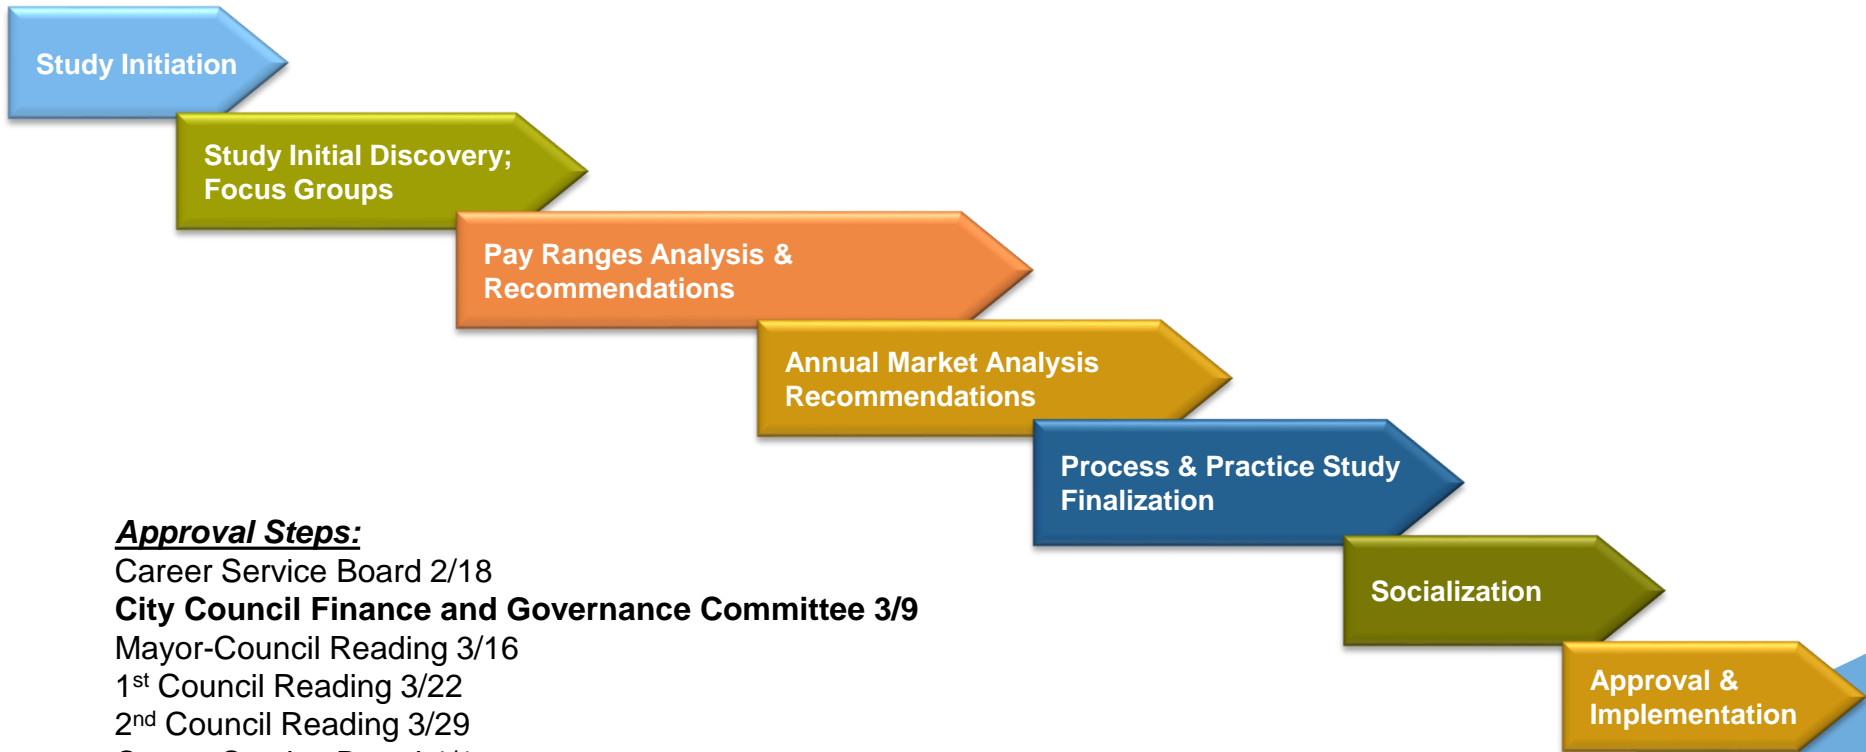 Study Initiation
Study Initial Discovery;
Focus Groups
Pay Ranges Analysis &
Recommendations
Annual Market Analysis
Recommendations
Process & Practice Study
Finalization
Socialization
Approval &
Implementation
Approval Steps:
Career Service Board 2/18
City Council Finance and Governance Committee 3/9
Mayor-Council Reading 3/16
1st Council Reading 3/22
2nd Council Reading 3/29